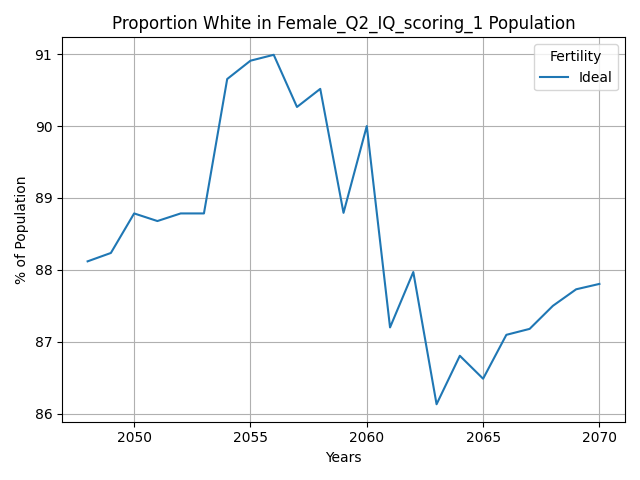 Proportion White in Female_Q2_IQ_scoring_1 Population
Fertility
Ideal
91
90
89
88
87
86
% of Population
2050 2055 2060 2065 2070
Years